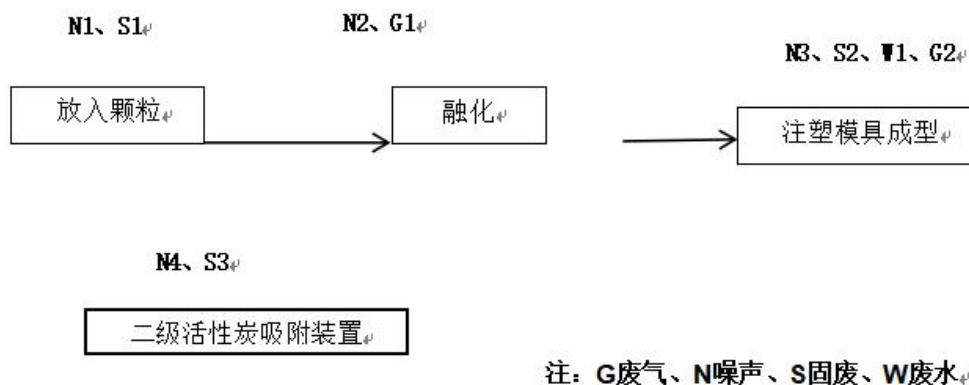 N1、S1
N2、G1
N3、S2、W1、G2
放入颗粒
融化
注塑模具成型
N4、S3
二级活性炭吸附装置
注：G废气、N噪声、S固废、W废水